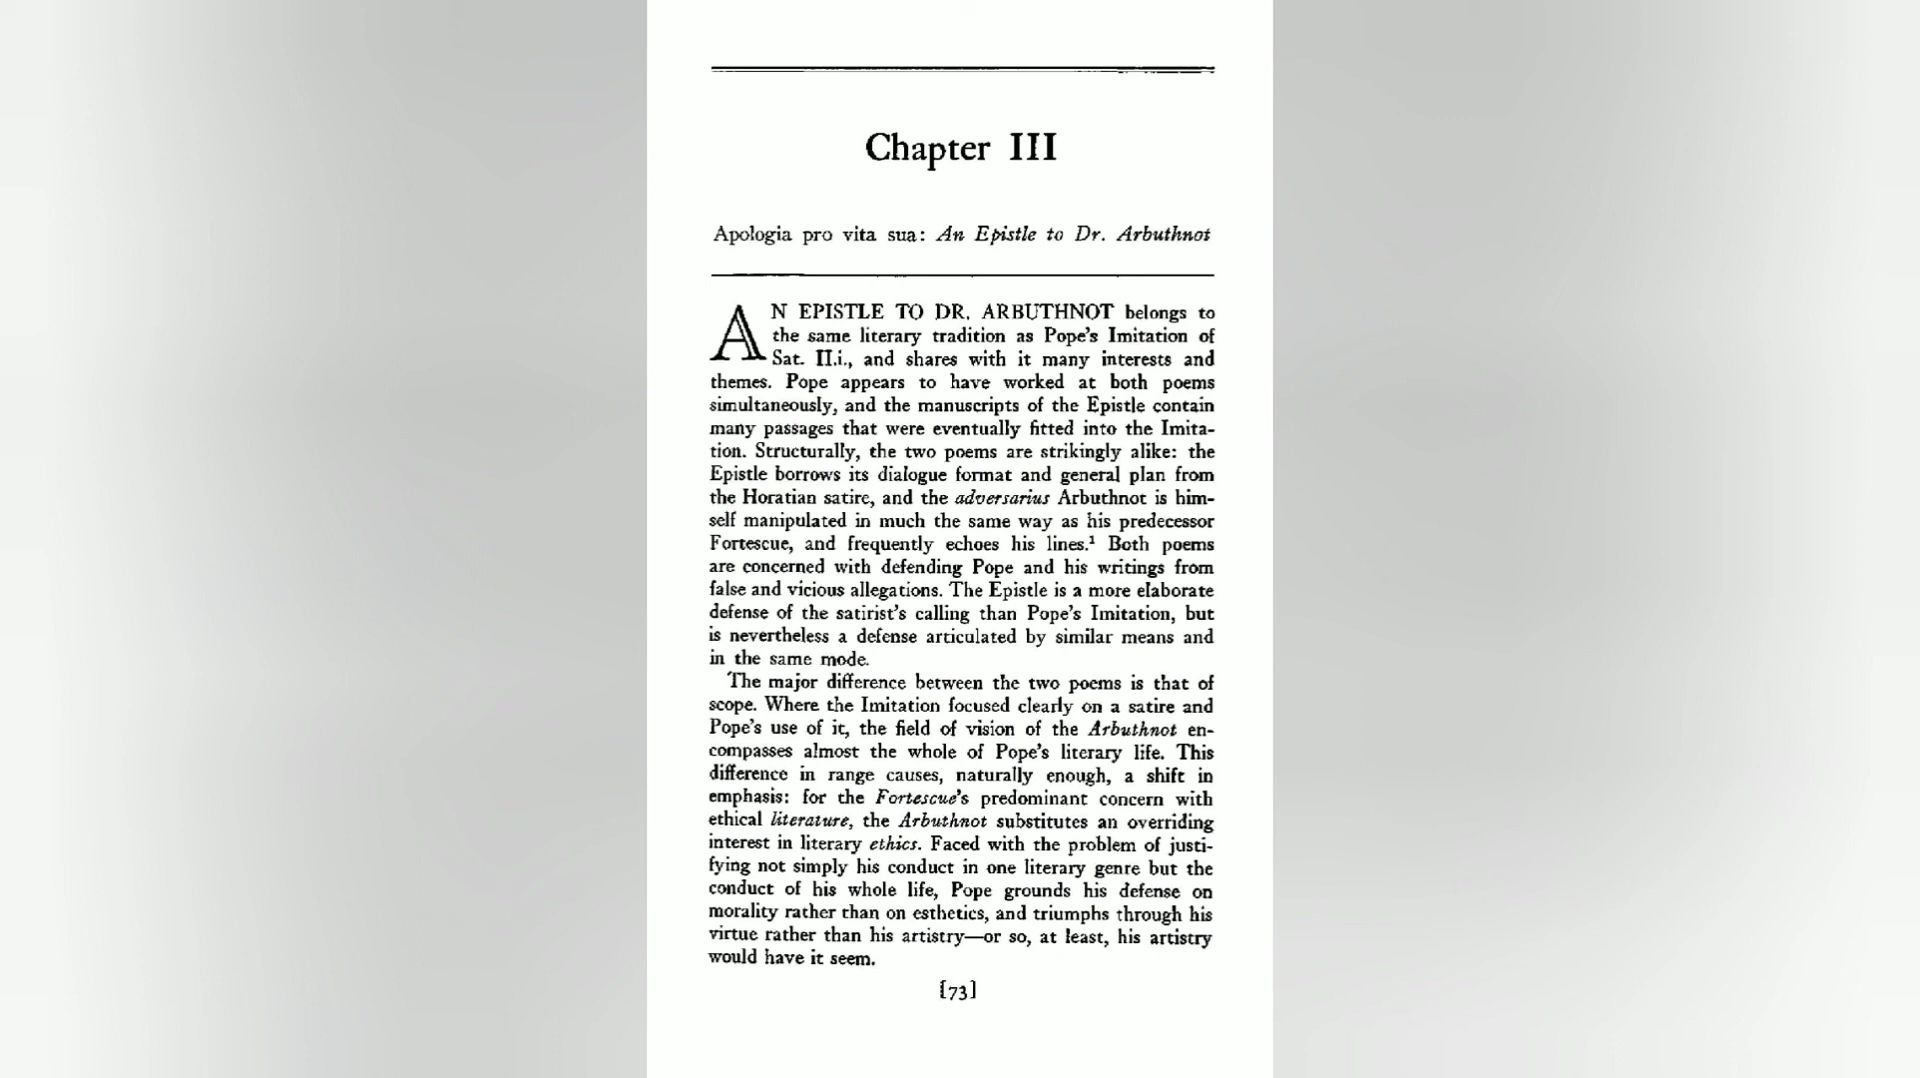 Chapter III
Apologia pro vita sua: An Epistle to Dr. Arbuthnot
AN EPISTLE TO DR. ARBUTHNOT belongs to
the same literary tradition as Pope's Imitation of
Sat. II.i., and shares with it many interests and
themes. Pope appears to have worked at both poems
simultaneously, and the manuscripts of the Epistle contain
many passages that were eventually fitted into the Imita-
tion. Structurally, the two poems are strikingly alike: the
Epistle borrows its dialogue format and general plan from
the Horatian satire, and the adversarius Arbuthnot is him-
self manipulated in much the same way as his predecessor
Fortescue, and frequently echoes his lines.¹ Both poems
are concerned with defending Pope and his writings from
false and vicious allegations. The Epistle is a more elaborate
defense of the satirist's calling than Pope's Imitation, but
is nevertheless a defense articulated by similar means and
in the same mode.
The major difference between the two poems is that of
scope. Where the Imitation focused clearly on a satire and
Pope's use of it, the field of vision of the Arbuthnot en-
compasses almost the whole of Pope's literary life. This
difference in range causes, naturally enough, a shift in
emphasis: for the Fortescue's predominant concern with
ethical literature, the Arbuthnot substitutes an overriding
interest in literary ethics. Faced with the problem of justi-
fying not simply his conduct in one literary genre but the
conduct of his whole life, Pope grounds his defense on
morality rather than on esthetics, and triumphs through his
virtue rather than his artistry—or so, at least, his artistry
would have it seem.
[73]